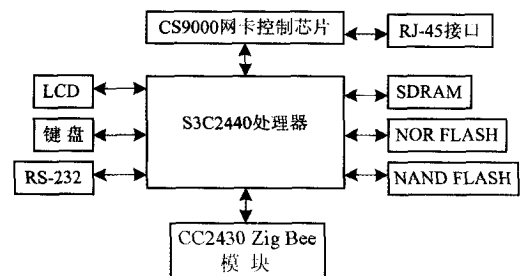 CS9000网卡控制芯片
RJ-45接口
LCD
键盘
RS-232
S3C2440处理器
SDRAM
NOR FLASH
NAND FLASH
CC2430 Zig Bee
模 块